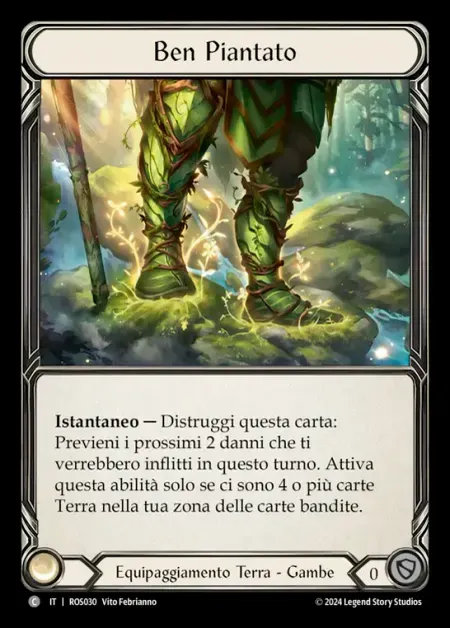 Ben Piantato
Istantaneo — Distruggi questa carta:
Previeni i prossimi 2 danni che ti
verrebbero inflitti in questo turno. Attiva
questa abilità solo se ci sono 4 o più carte
Terra nella tua zona delle carte bandite.
Equipaggiamento Terra - Gambe
0
C IT | ROS030 Vito Febrianno
© 2024 Legend Story Studios